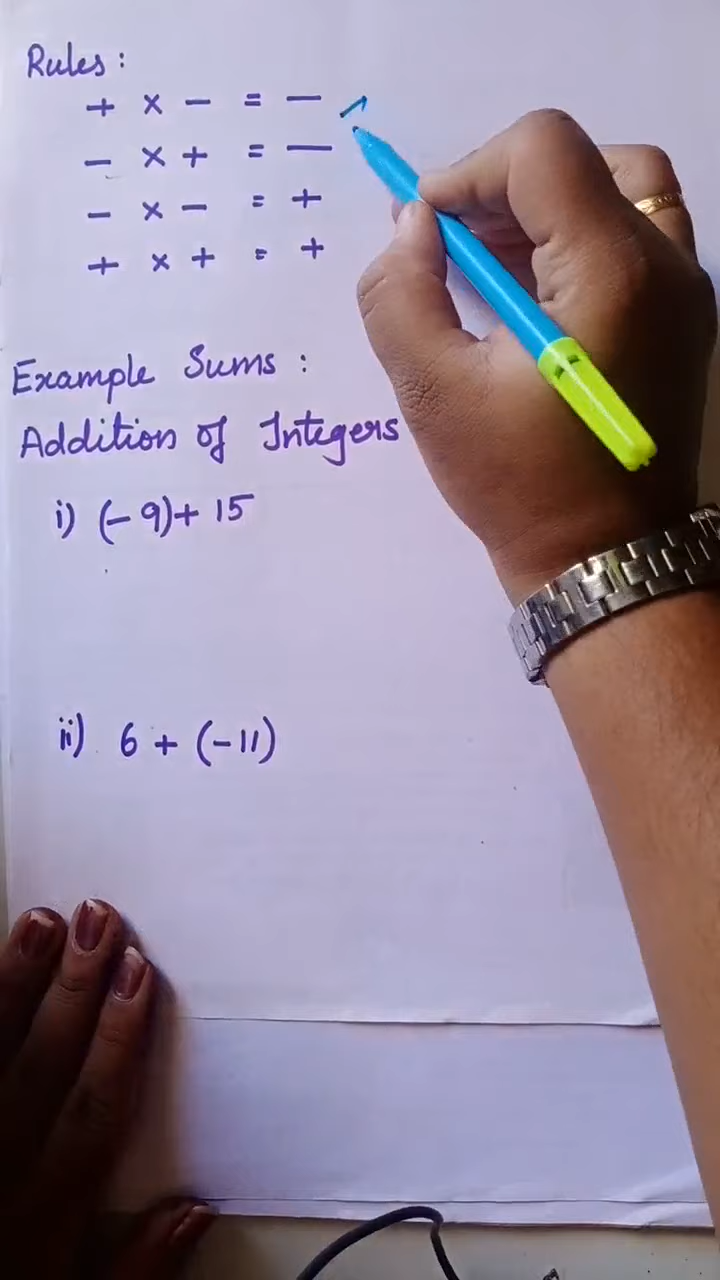 Rules :
+ × - = -
- × + = -
- × - = +
+ × + = +
Example Sums :
Addition of Integers
i) (-9)+ 15
ii) 6 + (-11)